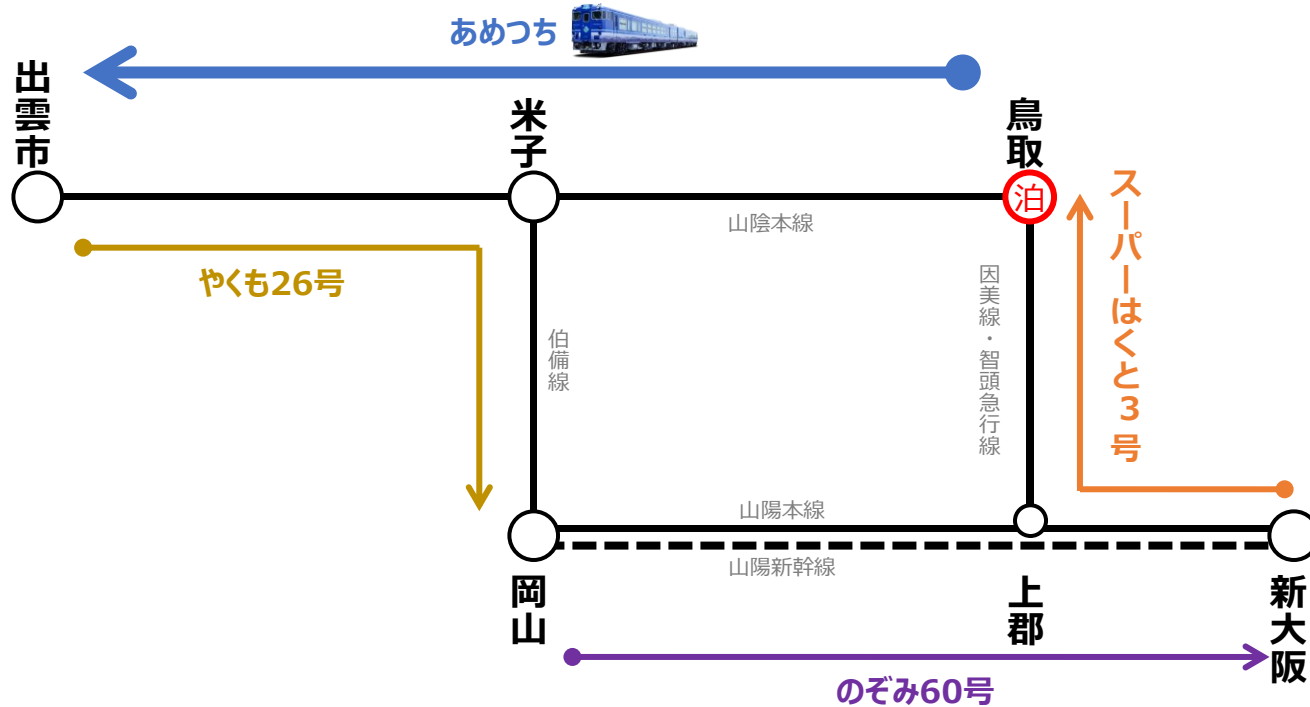 あめつち
出雲市
米子
鳥取
泊
山陰本線
スーパーはくと3号
やくも26号
因美線・智頭急行線
伯備線
山陽本線
山陽新幹線
岡山
上郡
新大阪
のぞみ60号